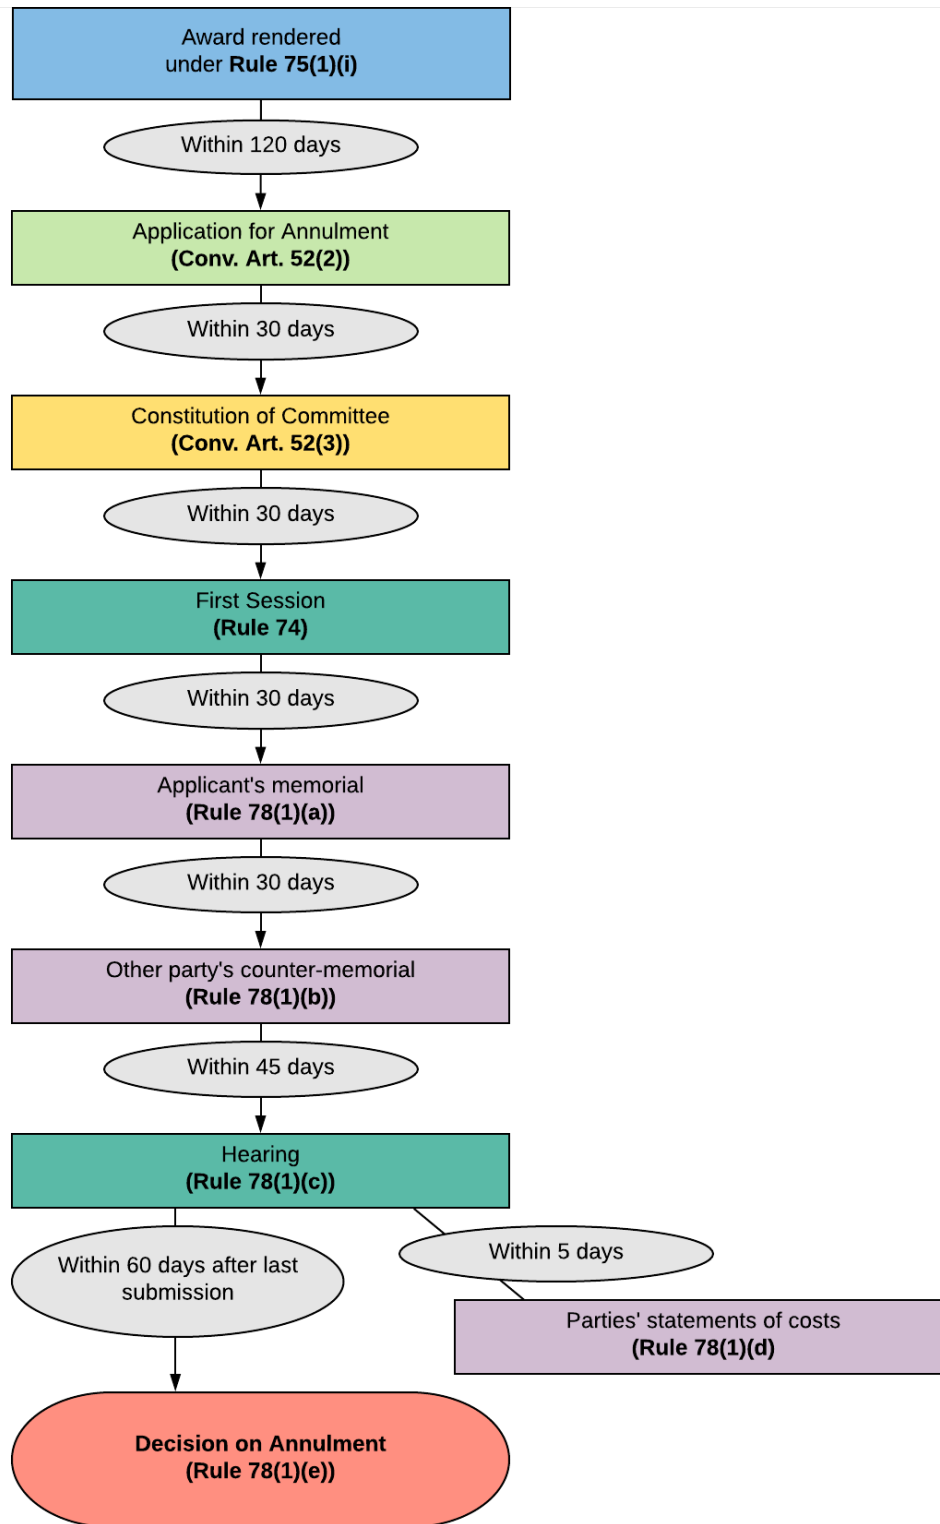 Award rendered
under Rule 75(1)(i)
Within 120 days
Application for Annulment
(Conv. Art. 52(2))
Within 30 days
Constitution of Committee
(Conv. Art. 52(3))
Within 30 days
First Session
(Rule 74)
Within 30 days
Applicant's memorial
(Rule 78(1)(a))
Within 30 days
Other party's counter-memorial
(Rule 78(1)(b))
Within 45 days
Hearing
(Rule 78(1)(c))
Within 60 days after last
submission
Within 5 days
Parties' statements of costs
(Rule 78(1)(d)
Decision on Annulment
(Rule 78(1)(e))